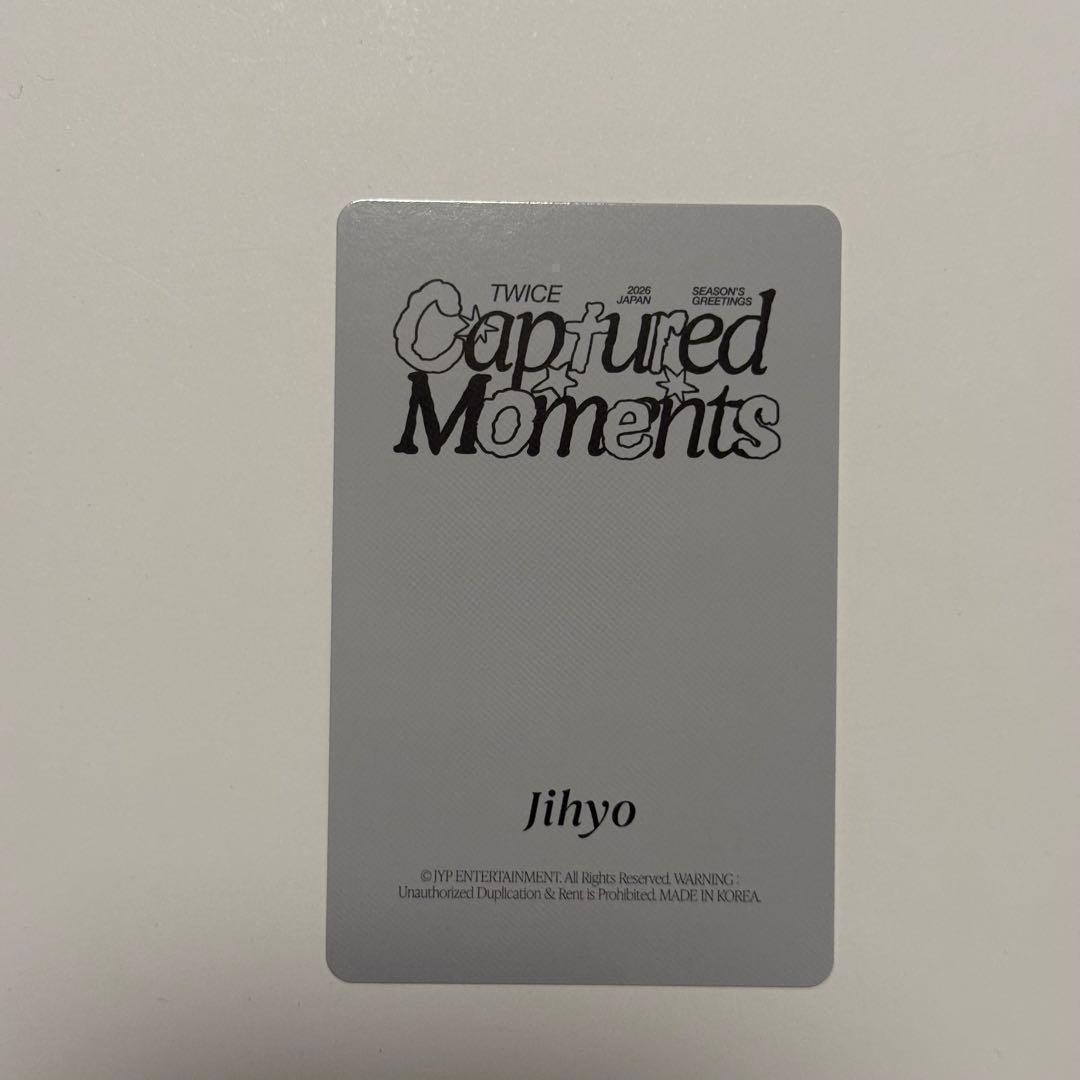 TWICE 2026 JAPAN SEASON'S GREETINGS
Captured
Moments
Jihyo
© JYP ENTERTAINMENT. All Rights Reserved. WARNING :
Unauthorized Duplication & Rent is Prohibited. MADE IN KOREA.